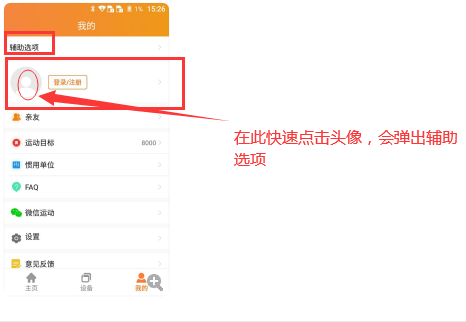 1% 15:26
我的
辅助选项
登录/注册
亲友
运动目标 8000
惯用单位
FAQ
微信运动
设置
意见反馈
主页 设备 我的
在此快速点击头像，会弹出辅助
选项